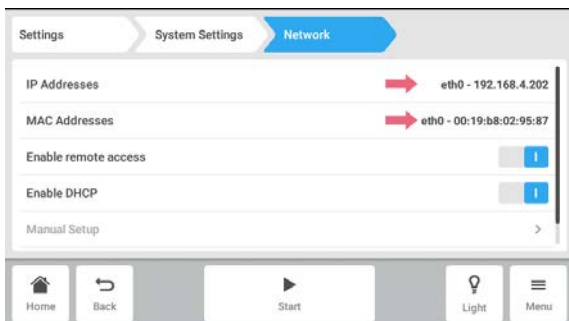 Settings System Settings Network
IP Addresses eth0 - 192.168.4.202
MAC Addresses eth0 - 00:19:b8:02:95:87
Enable remote access
Enable DHCP
Manual Setup
Home Back Start Light Menu